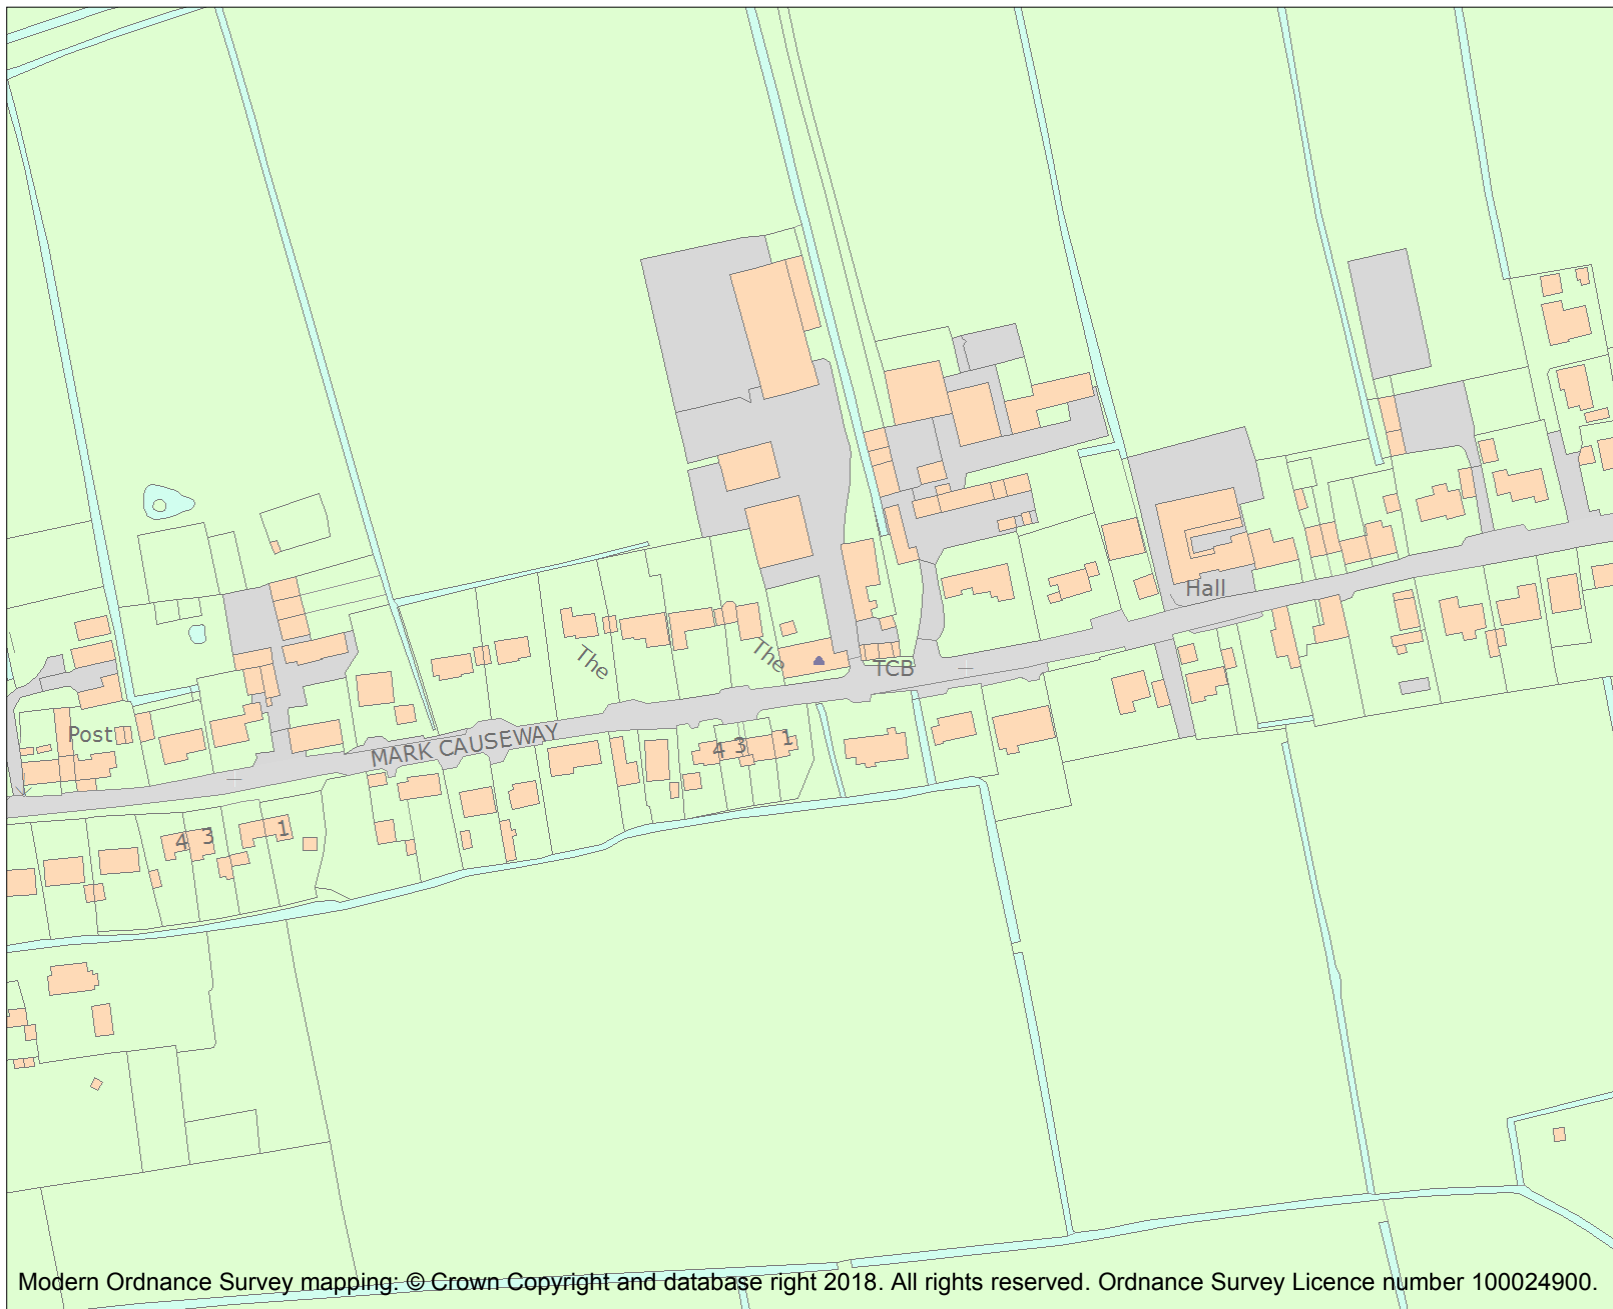 Hall
The
The
TCB
Post
MARK CAUSEWAY
4 3 1
4 3 1
Modern Ordnance Survey mapping: © Crown Copyright and database right 2018. All rights reserved. Ordnance Survey Licence number 100024900.